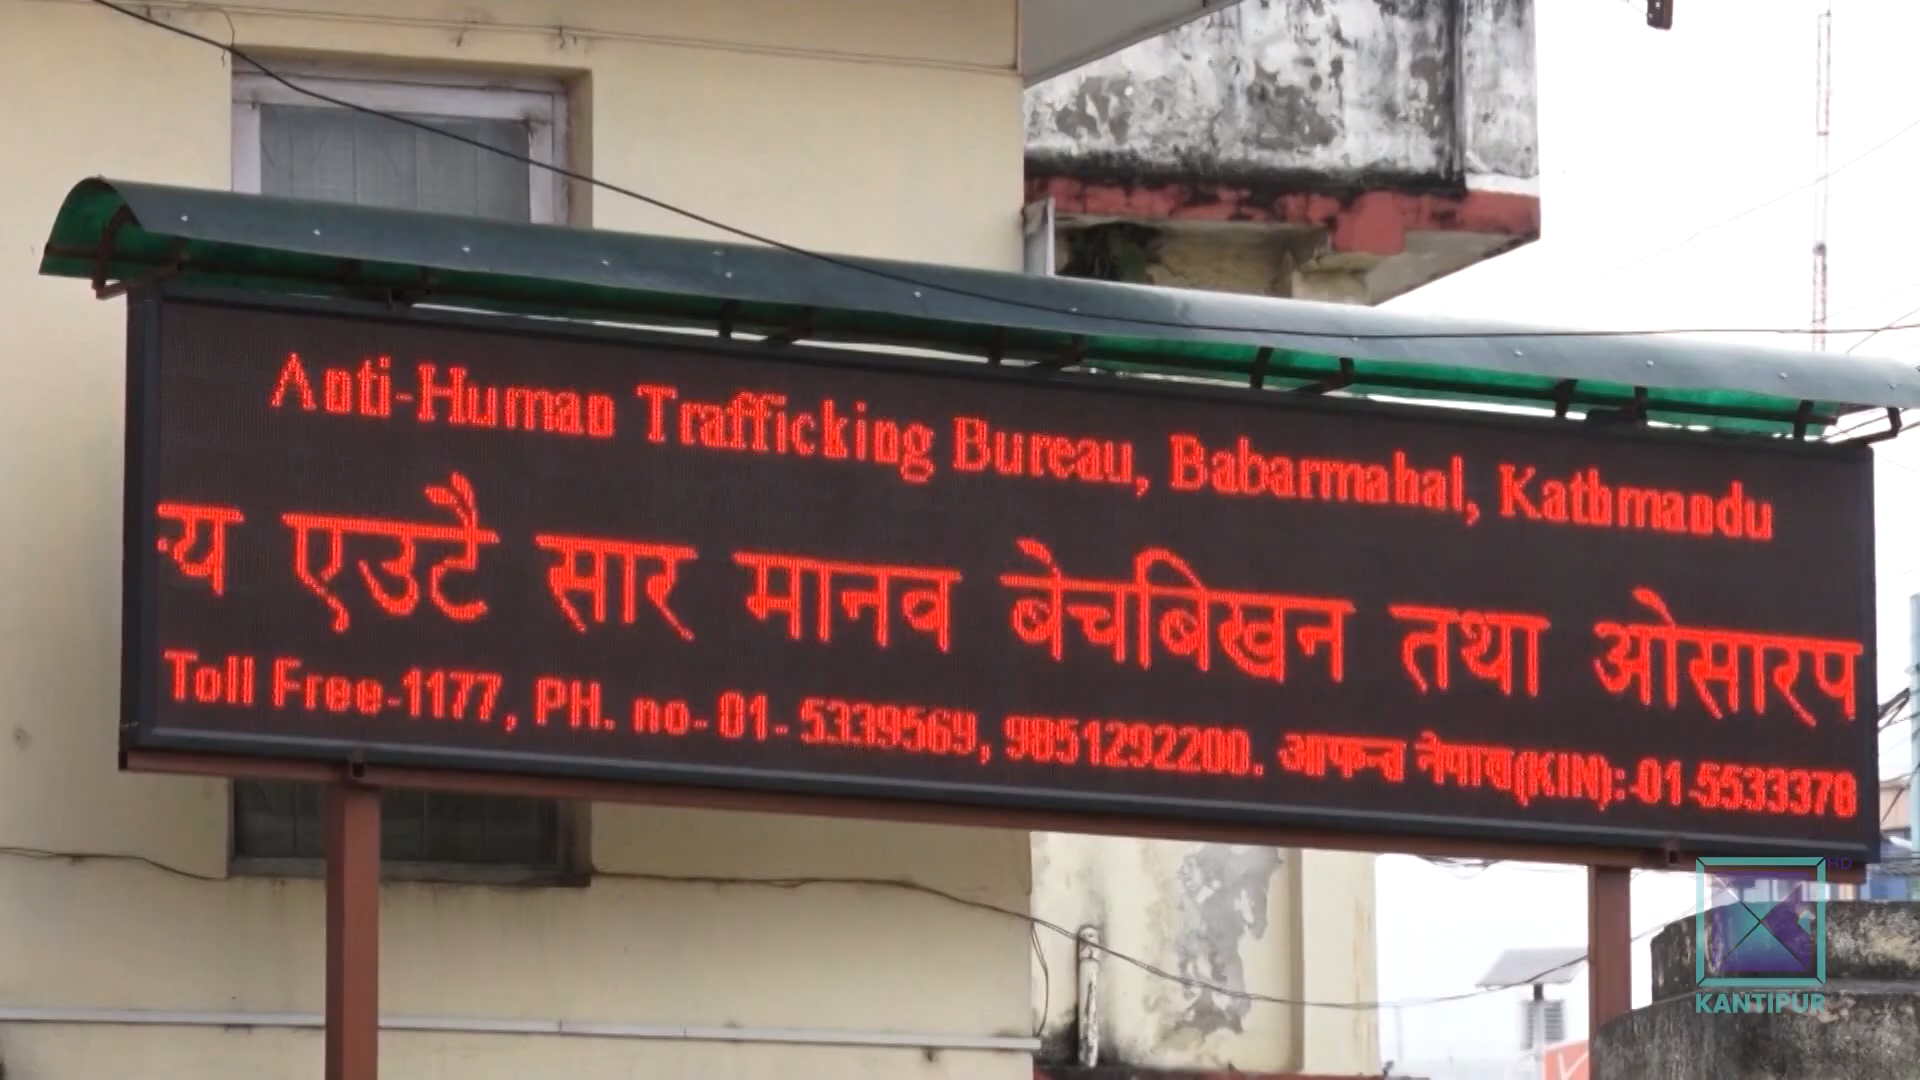 Anti-Human Trafficking Bureau, Babarmahal, Kathmandu
न्य एउटै सार मानव बेचबिखन तथा ओसारप
Toll Free-1177, PH. no- 01- 5339569, 9851292200. आफन्त नेपाल(KIN):-01-5533378
HD
KANTIPUR